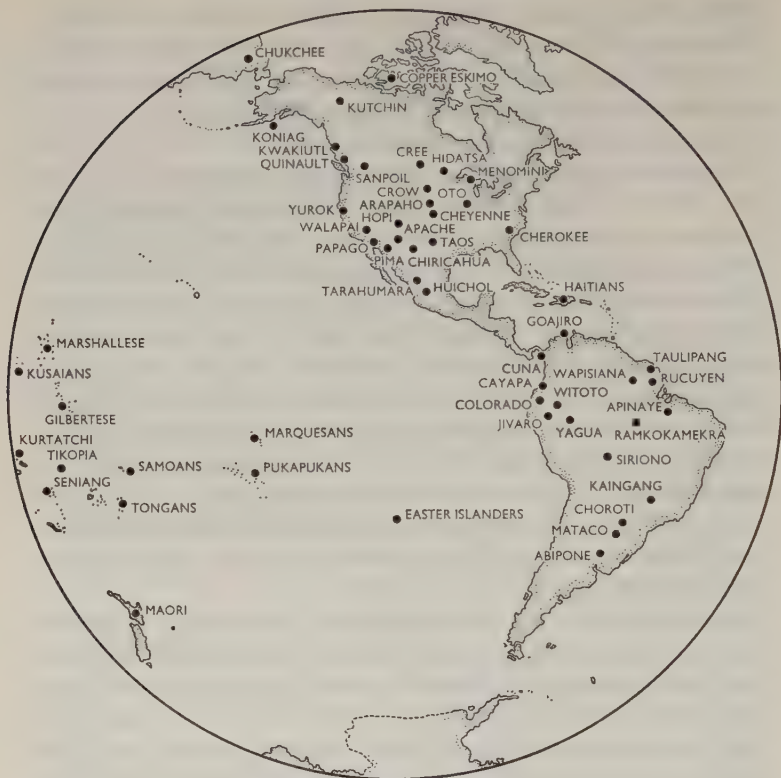 CHUKCHEE
COPPER ESKIMO
KUTCHIN
KONIAG
KWAKIUTL
QUINAULT
SANPOIL
CREE
HIDATSA
MENOMINI
CROW
OTO
YUROK
ARAPAHO
HOPI
CHEYENNE
WALAPAI
APACHE
CHEROKEE
PAPAGO
TAOS
PIMA
CHIRICAHUA
TARAHUMARA
HUICHOL
HAITIANS
GOAJIRO
MARSHALLESE
CUNA
TAULIPANG
KUSAIANS
WAPISIANA
RUCUYEN
CAYAPA
COLORADO
WITOTO
APINAYE
GILBERTESE
JIVARO
YAGUA
RAMKOKAMEKRA
KURTATCHI
MARQUESANS
TIKOPIA
SIRIONO
SAMOANS
PUKAPUKANS
SENIANG
KAINGANG
TONGANS
EASTER ISLANDERS
CHOROTI
MATACO
ABIPONE
MAORI